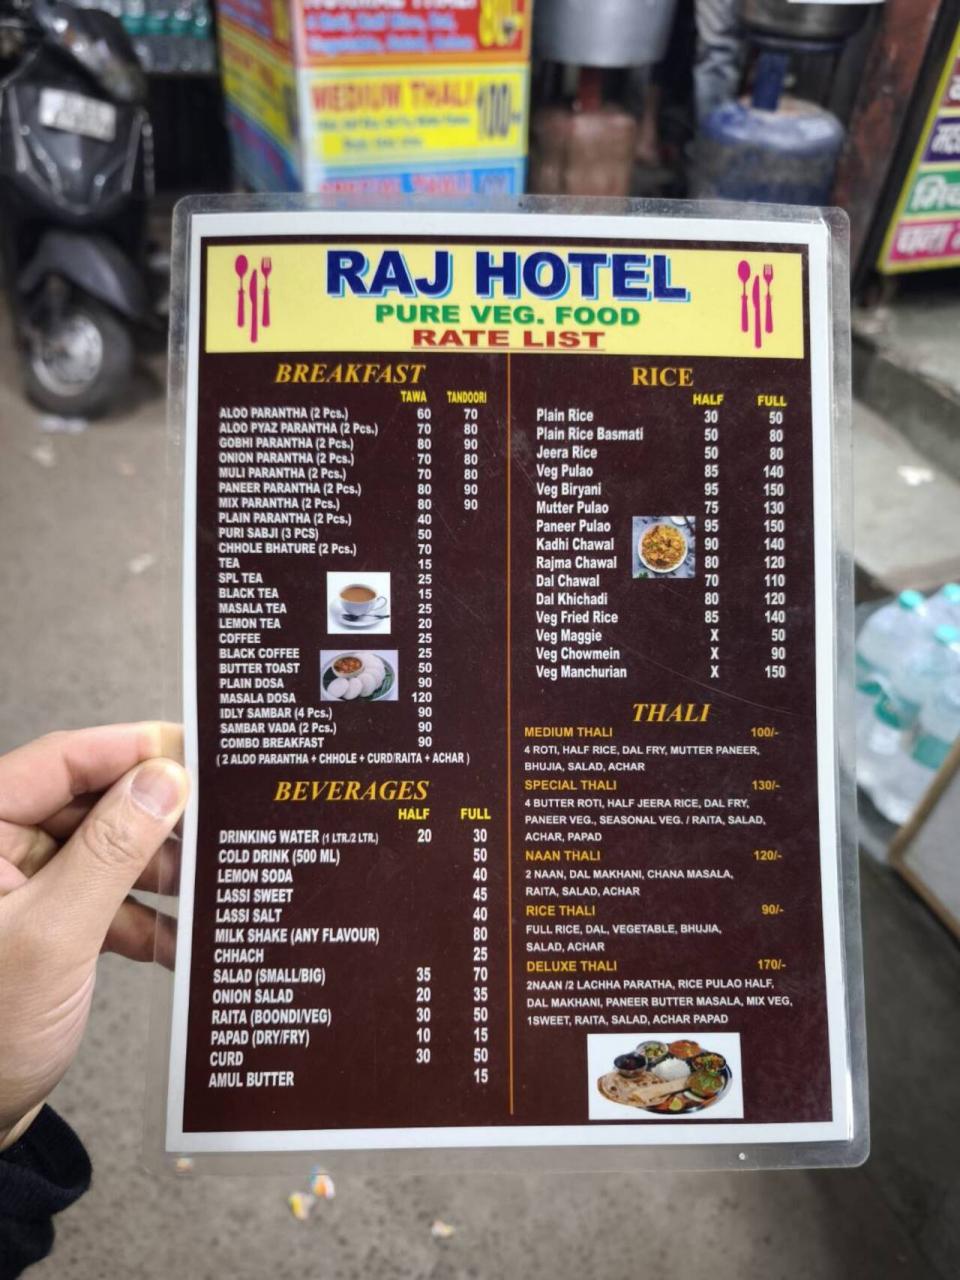 MEDIUM THALI 100/-
RAJ HOTEL
PURE VEG. FOOD
RATE LIST
BREAKFAST
TAWA TANDOORI
ALOO PARANTHA (2 Pcs.) 60 70
ALOO PYAZ PARANTHA (2 Pcs.) 70 80
GOBHI PARANTHA (2 Pcs.) 80 90
ONION PARANTHA (2 Pcs.) 70 80
MULI PARANTHA (2 Pcs.) 70 80
PANEER PARANTHA (2 Pcs.) 80 90
MIX PARANTHA (2 Pcs.) 80 90
PLAIN PARANTHA (2 Pcs.) 40
PURI SABJI (3 PCS) 50
CHHOLE BHATURE (2 Pcs.) 70
TEA 15
SPL TEA 25
BLACK TEA 15
MASALA TEA 25
LEMON TEA 20
COFFEE 25
BLACK COFFEE 25
BUTTER TOAST 50
PLAIN DOSA 90
MASALA DOSA 120
IDLY SAMBAR (4 Pcs.) 90
SAMBAR VADA (2 Pcs.) 90
COMBO BREAKFAST 90
( 2 ALOO PARANTHA + CHHOLE + CURD/RAITA + ACHAR )
BEVERAGES
HALF FULL
DRINKING WATER (1 LTR./2 LTR.) 20 30
COLD DRINK (500 ML) 50
LEMON SODA 40
LASSI SWEET 45
LASSI SALT 40
MILK SHAKE (ANY FLAVOUR) 80
CHHACH 25
SALAD (SMALL/BIG) 35 70
ONION SALAD 20 35
RAITA (BOONDI/VEG) 30 50
PAPAD (DRY/FRY) 10 15
CURD 30 50
AMUL BUTTER 15
RICE
HALF FULL
Plain Rice 30 50
Plain Rice Basmati 50 80
Jeera Rice 50 80
Veg Pulao 85 140
Veg Biryani 95 150
Mutter Pulao 75 130
Paneer Pulao 95 150
Kadhi Chawal 90 140
Rajma Chawal 80 120
Dal Chawal 70 110
Dal Khichadi 80 120
Veg Fried Rice 85 140
Veg Maggie X 50
Veg Chowmein X 90
Veg Manchurian X 150
THALI
MEDIUM THALI 100/-
4 ROTI, HALF RICE, DAL FRY, MUTTER PANEER,
BHUJIA, SALAD, ACHAR
SPECIAL THALI 130/-
4 BUTTER ROTI, HALF JEERA RICE, DAL FRY,
PANEER VEG., SEASONAL VEG. / RAITA, SALAD,
ACHAR, PAPAD
NAAN THALI 120/-
2 NAAN, DAL MAKHANI, CHANA MASALA,
RAITA, SALAD, ACHAR
RICE THALI 90/-
FULL RICE, DAL, VEGETABLE, BHUJIA,
SALAD, ACHAR
DELUXE THALI 170/-
2NAAN /2 LACHHA PARATHA, RICE PULAO HALF,
DAL MAKHANI, PANEER BUTTER MASALA, MIX VEG,
1SWEET, RAITA, SALAD, ACHAR PAPAD